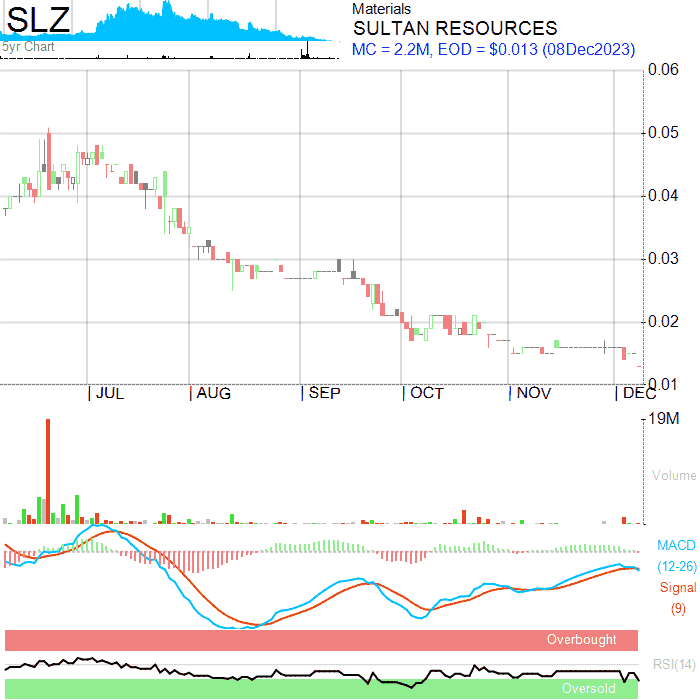 SLZ
5yr Chart
Materials
SULTAN RESOURCES
MC = 2.2M, EOD = $0.013 (08Dec2023)
0.06
0.05
0.04
0.03
0.02
0.01
JUL AUG SEP OCT NOV DEC
19M
Volume
MACD
(12-26)
Signal
(9)
Overbought
RSI(14)
Oversold